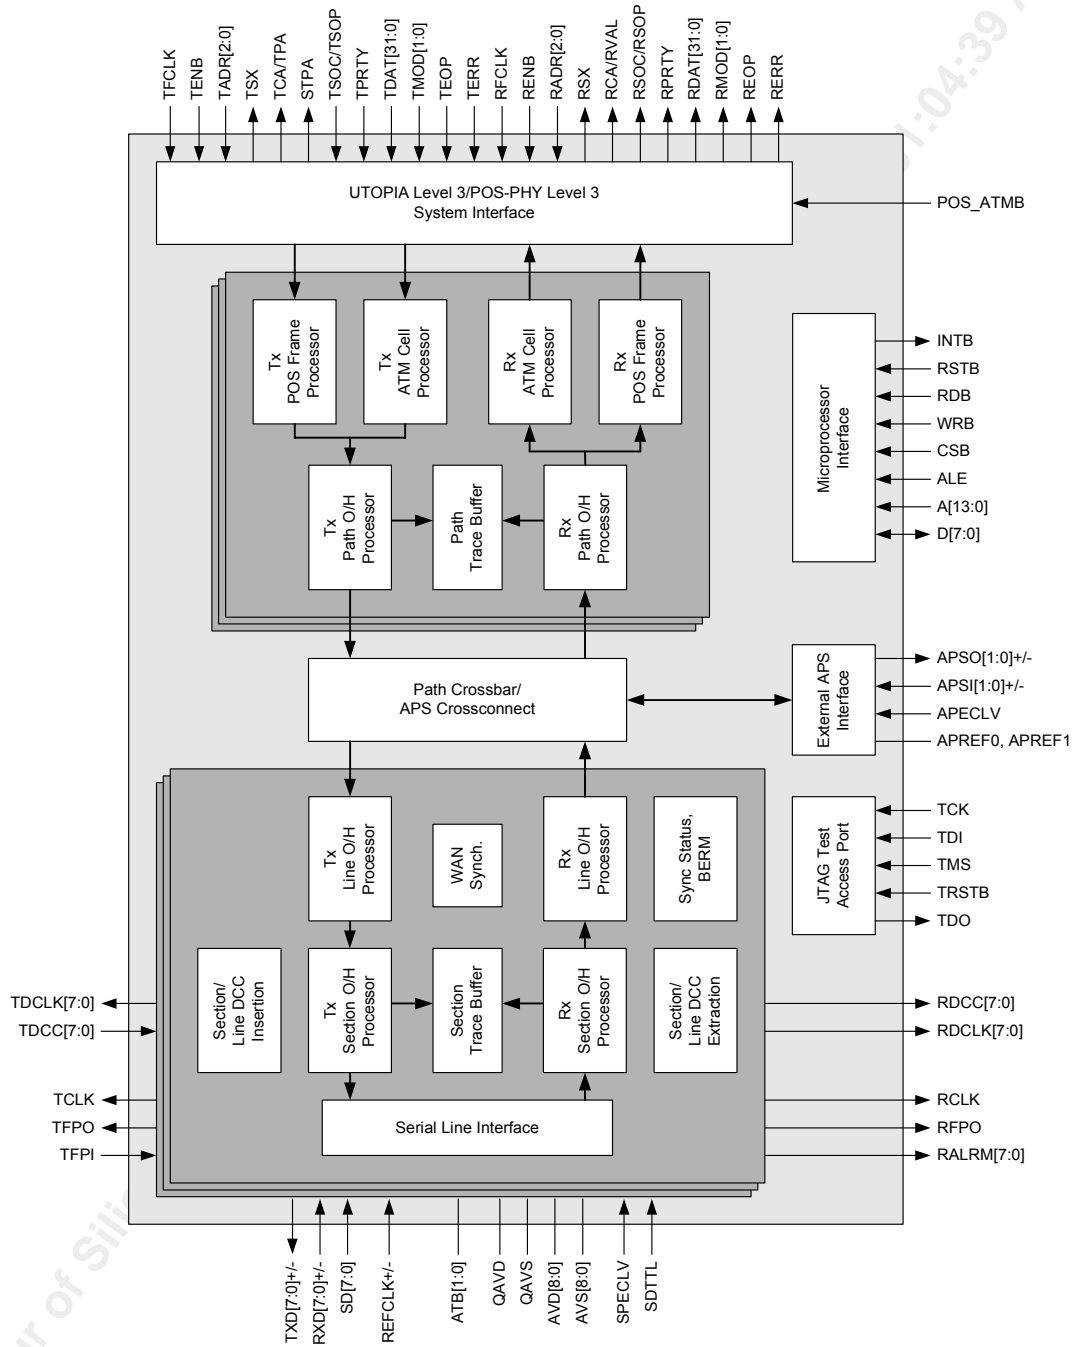 TFCLK
TENB
TADR[2:0]
TSX
TCA/TPA
STPA
TSOC/TSOP
TPRTY
TDAT[31:0]
TMOD[1:0]
TEOP
TERR
RFCLK
RENB
RADR[2:0]
RSX
RCA/RVAL
RSOC/RSOP
RPRTY
RDAT[31:0]
RMOD[1:0]
REOP
RERR
01:04:39
UTOPIA Level 3/POS-PHY Level 3
System Interface
POS_ATMB
Tx
POS Frame
Processor
Tx
ATM Cell
Processor
Rx
ATM Cell
Processor
Rx
POS Frame
Processor
Microprocessor
Interface
INTB
RSTB
RDB
WRB
CSB
ALE
A[13:0]
D[7:0]
Tx
Path O/H
Processor
Path
Trace Buffer
Rx
Path O/H
Processor
Path Crossbar/
APS Crossconnect
External APS
Interface
APSO[1:0]+/-
APSI[1:0]+/-
APECLV
APREF0, APREF1
Tx
Line O/H
Processor
WAN
Synch.
Rx
Line O/H
Processor
Sync Status,
BERM
JTAG Test
Access Port
TCK
TDI
TMS
TRSTB
TDO
Section/
Line DCC
Insertion
Tx
Section O/H
Processor
Section
Trace Buffer
Rx
Section O/H
Processor
Section/
Line DCC
Extraction
TDCLK[7:0]
TDCC[7:0]
RDCC[7:0]
RDCLK[7:0]
Serial Line Interface
TCLK
TFPO
TFPI
RCLK
RFPO
RALRM[7:0]
TXD[7:0]+/-
RXD[7:0]+/-
SD[7:0]
REFCLK+/-
ATB[1:0]
QAVD
QAVS
AVD[8:0]
AVS[8:0]
SPECLV
SDTTL
of